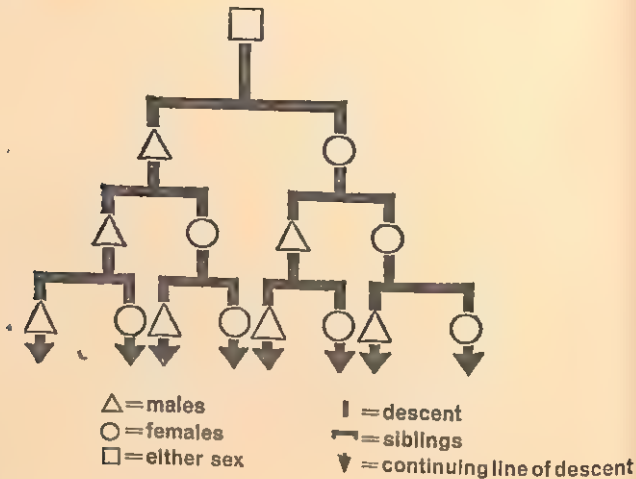 △=males
○=females
□=either sex
❙=descent
=siblings
▼=continuing line of descent